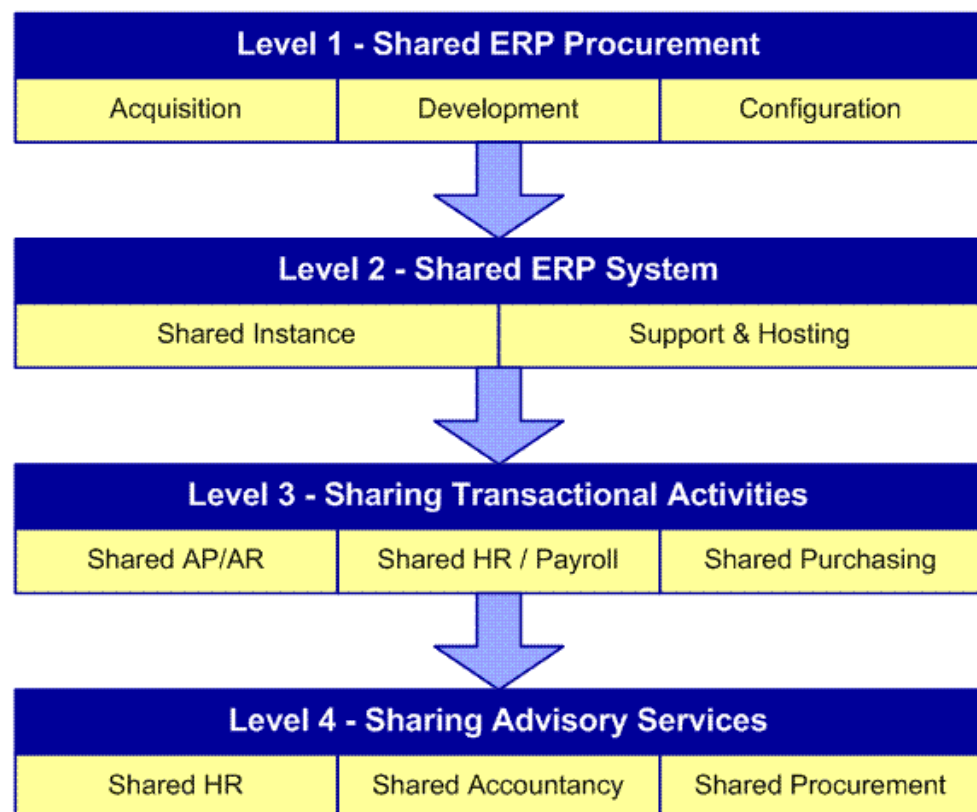 Level 1 - Shared ERP Procurement
Acquisition
Development
Configuration
Level 2 - Shared ERP System
Shared Instance
Support & Hosting
Level 3 - Sharing Transactional Activities
Shared AP/AR
Shared HR / Payroll
Shared Purchasing
Level 4 - Sharing Advisory Services
Shared HR
Shared Accountancy
Shared Procurement